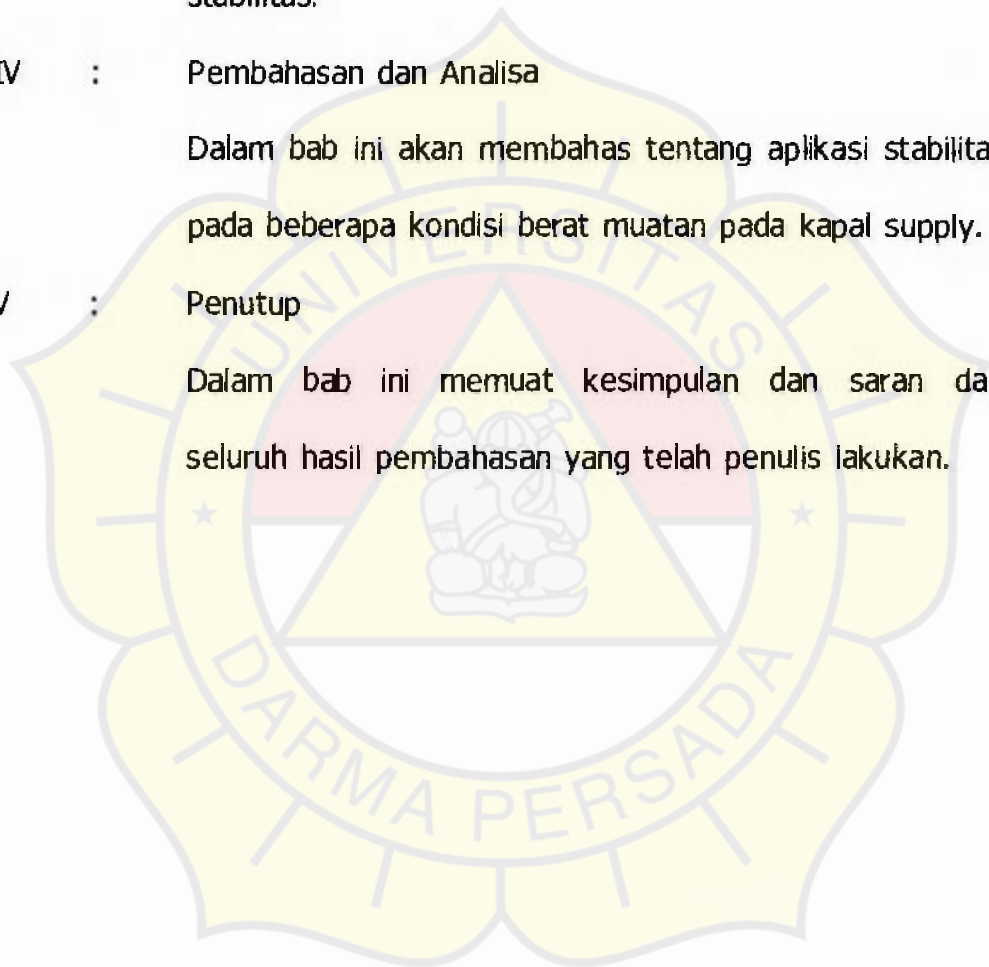 stabilitas.
IV : Pembahasan dan Analisa
Dalam bab ini akan membahas tentang aplikasi stabilita
pada beberapa kondisi berat muatan pada kapal supply.
V : Penutup
Dalam bab ini memuat kesimpulan dan saran da
seluruh hasil pembahasan yang telah penulis lakukan.
UNIVERSITAS
DARMA PERSADA